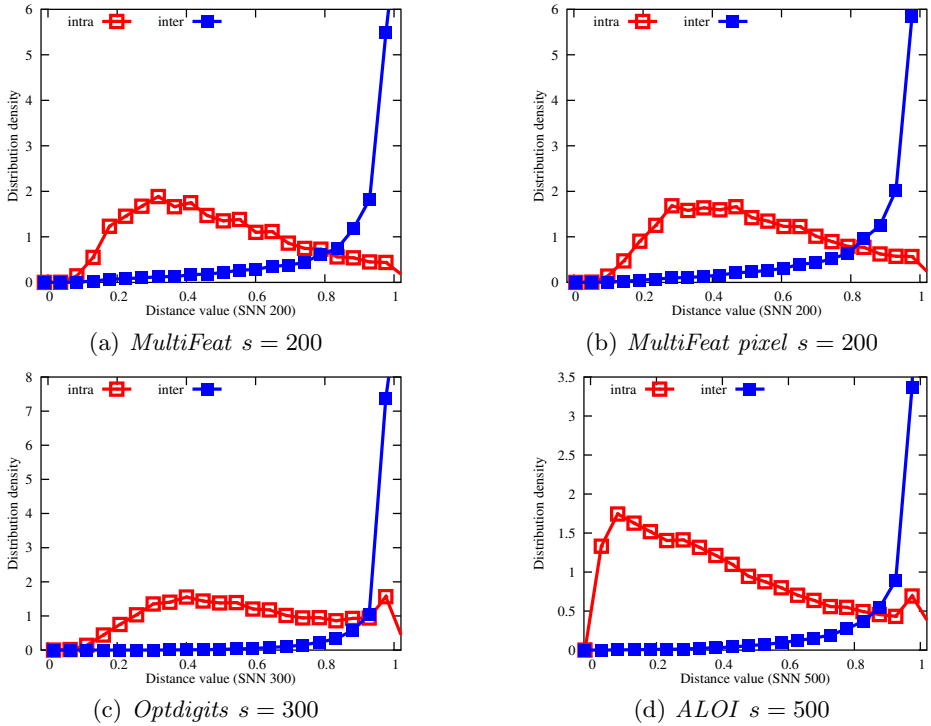 intra inter
Distribution density
6
5
4
3
2
1
0
0 0.2 0.4 0.6 0.8 1
Distance value (SNN 200)
(a) MultiFeat s = 200
intra inter
Distribution density
6
5
4
3
2
1
0
0 0.2 0.4 0.6 0.8 1
Distance value (SNN 200)
(b) MultiFeat pixel s = 200
intra inter
Distribution density
8
7
6
5
4
3
2
1
0
0 0.2 0.4 0.6 0.8 1
Distance value (SNN 300)
(c) Optdigits s = 300
intra inter
Distribution density
3.5
3
2.5
2
1.5
1
0.5
0
0 0.2 0.4 0.6 0.8 1
Distance value (SNN 500)
(d) ALOI s = 500